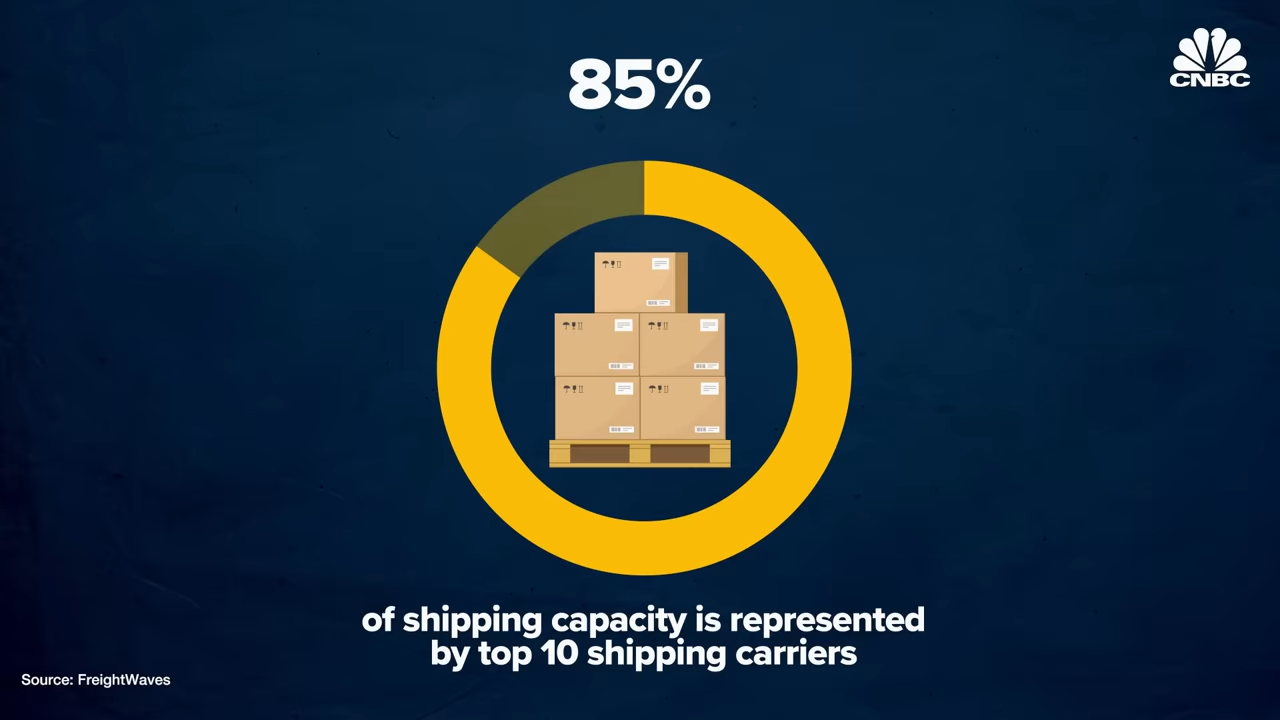 85%
CNBC
of shipping capacity is represented
by top 10 shipping carriers
Source: FreightWaves